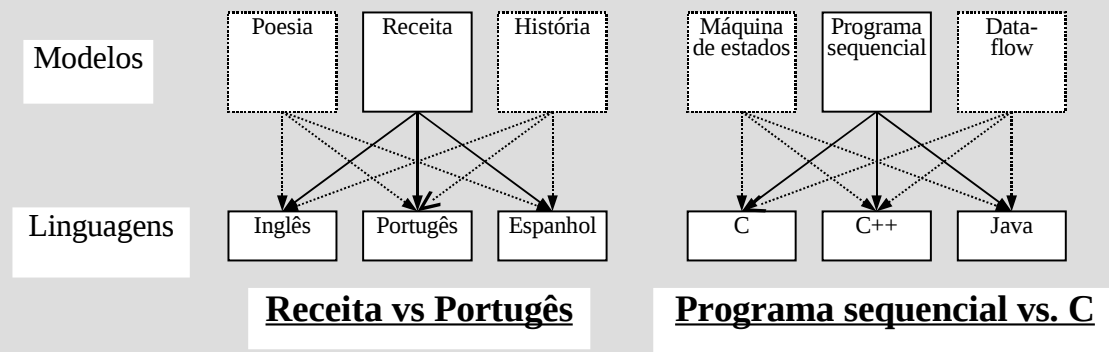 Modelos
Poesia
Receita
História
Máquina
de estados
Programa
sequencial
Data-
flow
Linguagens
Inglês
Portugês
Espanhol
C
C++
Java
Receita vs Portugês
Programa sequencial vs. C